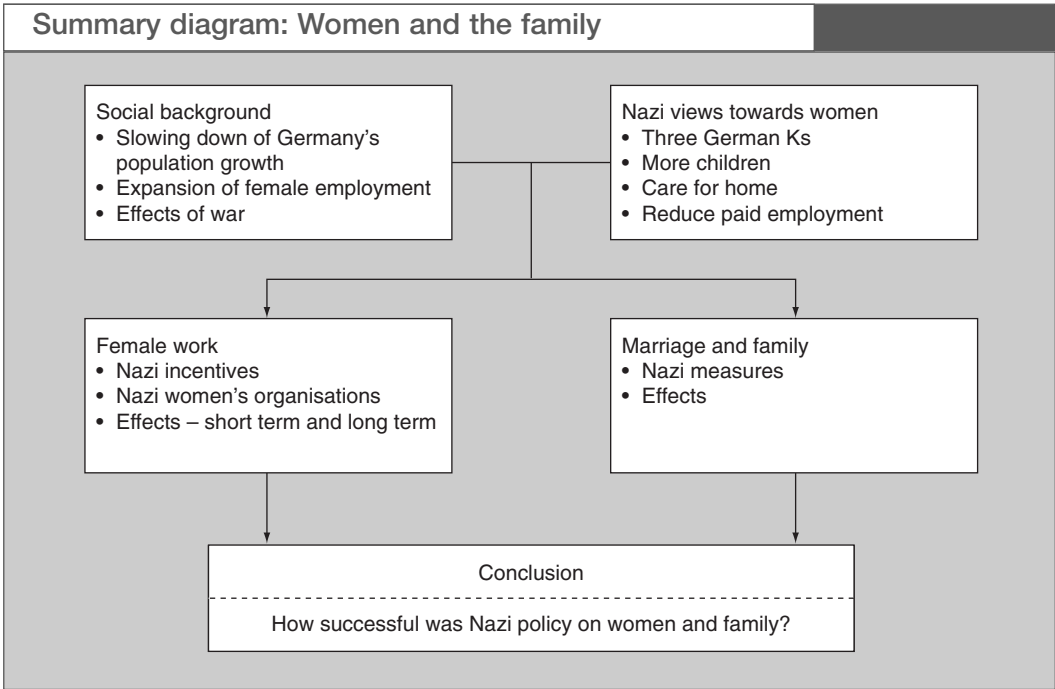 Summary diagram: Women and the family
Social background
• Slowing down of Germany's
population growth
• Expansion of female employment
• Effects of war
Nazi views towards women
• Three German Ks
• More children
• Care for home
• Reduce paid employment
Female work
• Nazi incentives
• Nazi women's organisations
• Effects – short term and long term
Marriage and family
• Nazi measures
• Effects
Conclusion
How successful was Nazi policy on women and family?